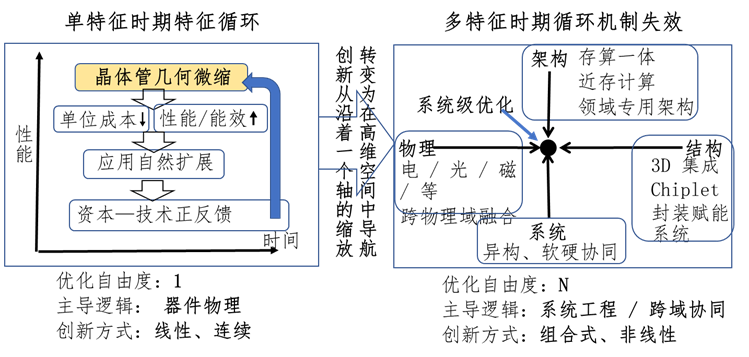 单特征时期特征循环
性能
晶体管几何微缩
单位成本↓
性能/能效↑
应用自然扩展
资本—技术正反馈
时间
优化自由度：1
主导逻辑： 器件物理
创新方式：线性、连续
创新从沿着一个轴的缩放
转变为在高维空间中导航
多特征时期循环机制失效
架构
存算一体
近存计算
领域专用架构
系统级优化
物理
电 / 光 / 磁
/ 等
跨物理域融合
结构
3D 集成
Chiplet
封装赋能
系统
系统
异构、软硬协同
优化自由度：N
主导逻辑：系统工程 / 跨域协同
创新方式：组合式、非线性